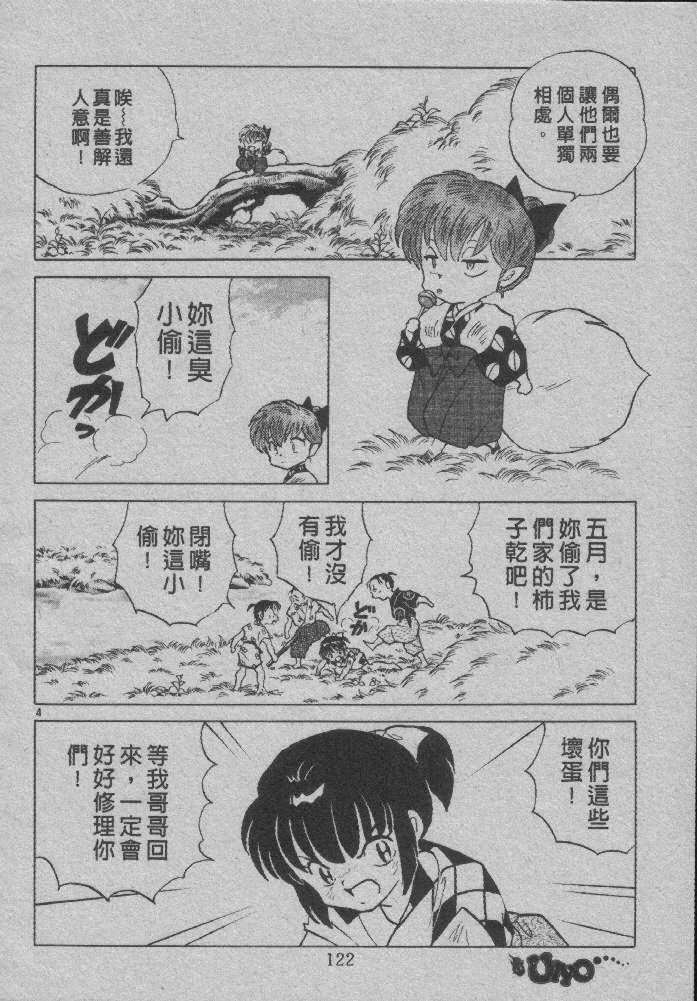 偶爾也要
讓他們兩
個人單獨
相處。
唉~我還
真是善解
人意啊!
妳這臭
小偷!
どかっ
五月,是
妳偷了我
們家的柿
子乾吧!
我才沒
有偷!
閉嘴!
妳這小
偷!
どか
4
你們這些
壞蛋!
等我哥哥回
來,一定會
好好修理你
們!
122